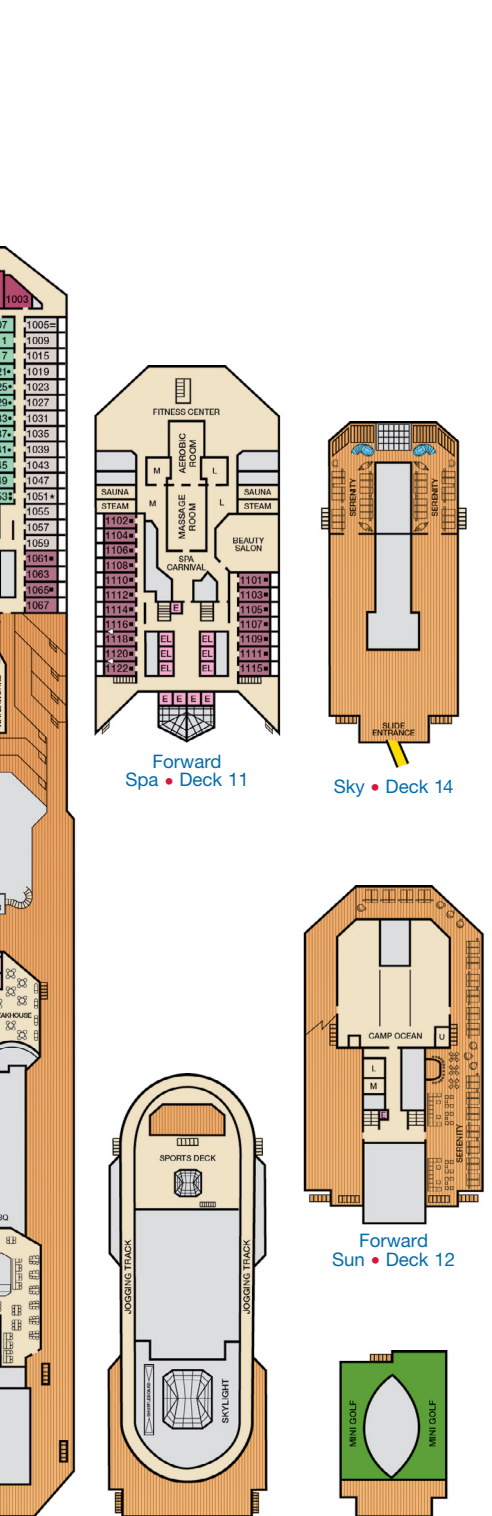 1003
1005=
1009
1015
1019
1023
1027
1031
1035
1039
1043
1047
1051★
1055
1057
1059
1061■
1063
1065■
1067
FITNESS CENTER
AEROBIC
ROOM
M
L
SAUNA
SAUNA
STEAM
STEAM
M
L
MASSAGE
ROOM
BEAUTY
SALON
SPA
CARNIVAL
1102■
1104■
1106■
1108■
1110■
1112■
1114■
1116■
1118■
1120■
1122■
1101■
1103■
1105■
1107■
1109■
1111■
1115■
E
EL
EL
EL
EL
EL
EL
E E E E
Forward
Spa • Deck 11
SERENITY
SERENITY
SLIDE
ENTRANCE
Sky • Deck 14
CAMP OCEAN
U
L
M
E
SERENITY
Forward
Sun • Deck 12
SPORTS DECK
JOGGING TRACK
JOGGING TRACK
SHUFFLEBOARD
SKYLIGHT
MINI GOLF
MINI GOLF